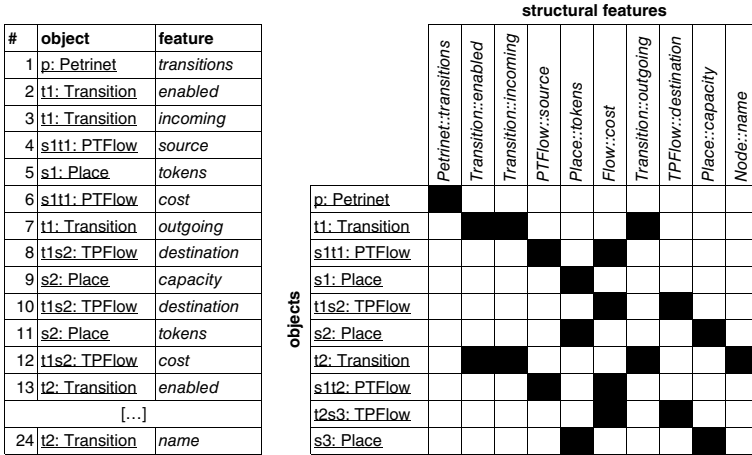 # object feature
1 p: Petrinet transitions
2 t1: Transition enabled
3 t1: Transition incoming
4 s1t1: PTFlow source
5 s1: Place tokens
6 s1t1: PTFlow cost
7 t1: Transition outgoing
8 t1s2: TPFlow destination
9 s2: Place capacity
10 t1s2: TPFlow destination
11 s2: Place tokens
12 t1s2: TPFlow cost
13 t2: Transition enabled
[…]
24 t2: Transition name
structural features
Petrinet::transitions
Transition::enabled
Transition::incoming
PTFlow::source
Place::tokens
Flow::cost
Transition::outgoing
TPFlow::destination
Place::capacity
Node::name
objects
p: Petrinet
t1: Transition
s1t1: PTFlow
s1: Place
t1s2: TPFlow
s2: Place
t2: Transition
s1t2: PTFlow
t2s3: TPFlow
s3: Place